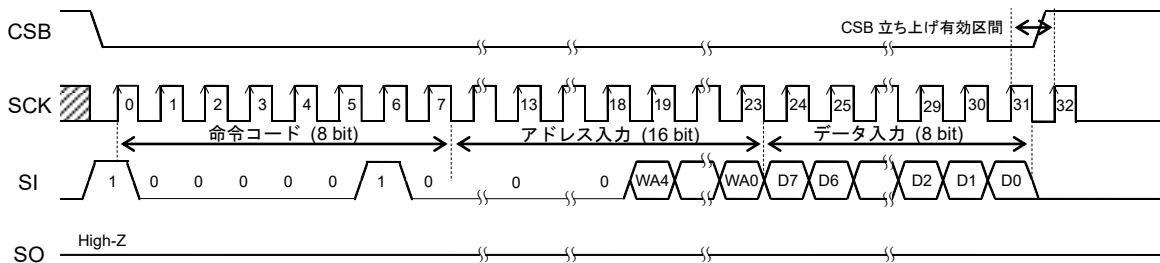 CSB
CSB 立ち上げ有効区間
SCK
0 1 2 3 4 5 6 7 13 18 19 23 24 25 29 30 31 32
命令コード (8 bit) アドレス入力 (16 bit) データ入力 (8 bit)
SI
1 0 0 0 0 0 1 0 0 0 WA4 WA0 D7 D6 D2 D1 D0
High-Z
SO